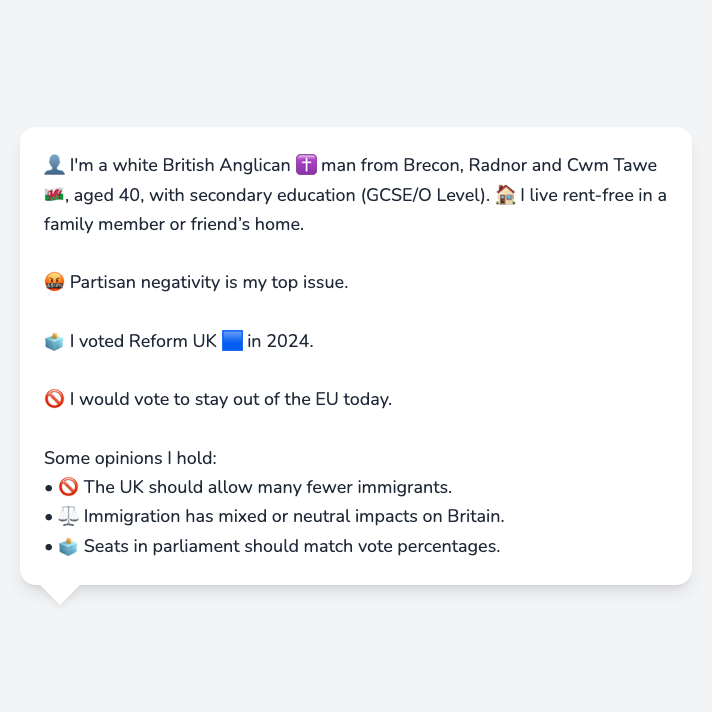 👤 I'm a white British Anglican ✝️ man from Brecon, Radnor and Cwm Tawe
🏴󠁧󠁢󠁷󠁬󠁳󠁿, aged 40, with secondary education (GCSE/O Level). 🏠 I live rent-free in a
family member or friend’s home.
🤬 Partisan negativity is my top issue.
🗳️ I voted Reform UK 🟦 in 2024.
🚫 I would vote to stay out of the EU today.
Some opinions I hold:
• 🚫 The UK should allow many fewer immigrants.
• ⚖️ Immigration has mixed or neutral impacts on Britain.
• 🗳️ Seats in parliament should match vote percentages.